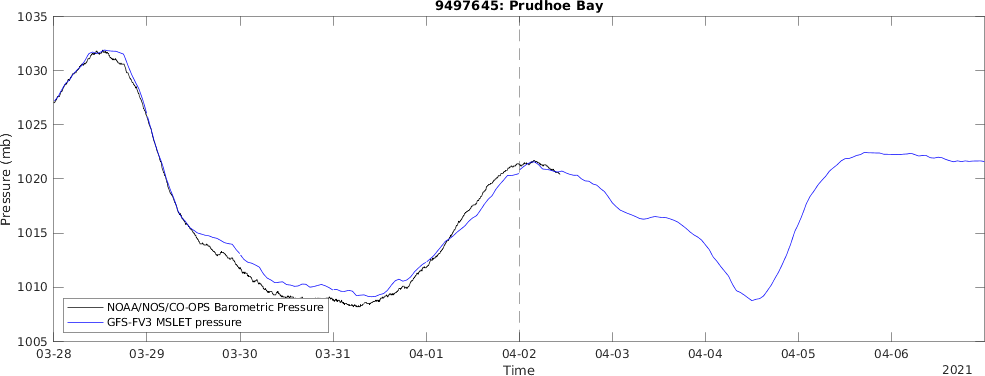 9497645: Prudhoe Bay
Pressure (mb)
1035
1030
1025
1020
1015
1010
1005
NOAA/NOS/CO-OPS Barometric Pressure
GFS-FV3 MSLET pressure
03-28 03-29 03-30 03-31 04-01 04-02 04-03 04-04 04-05 04-06
Time
2021